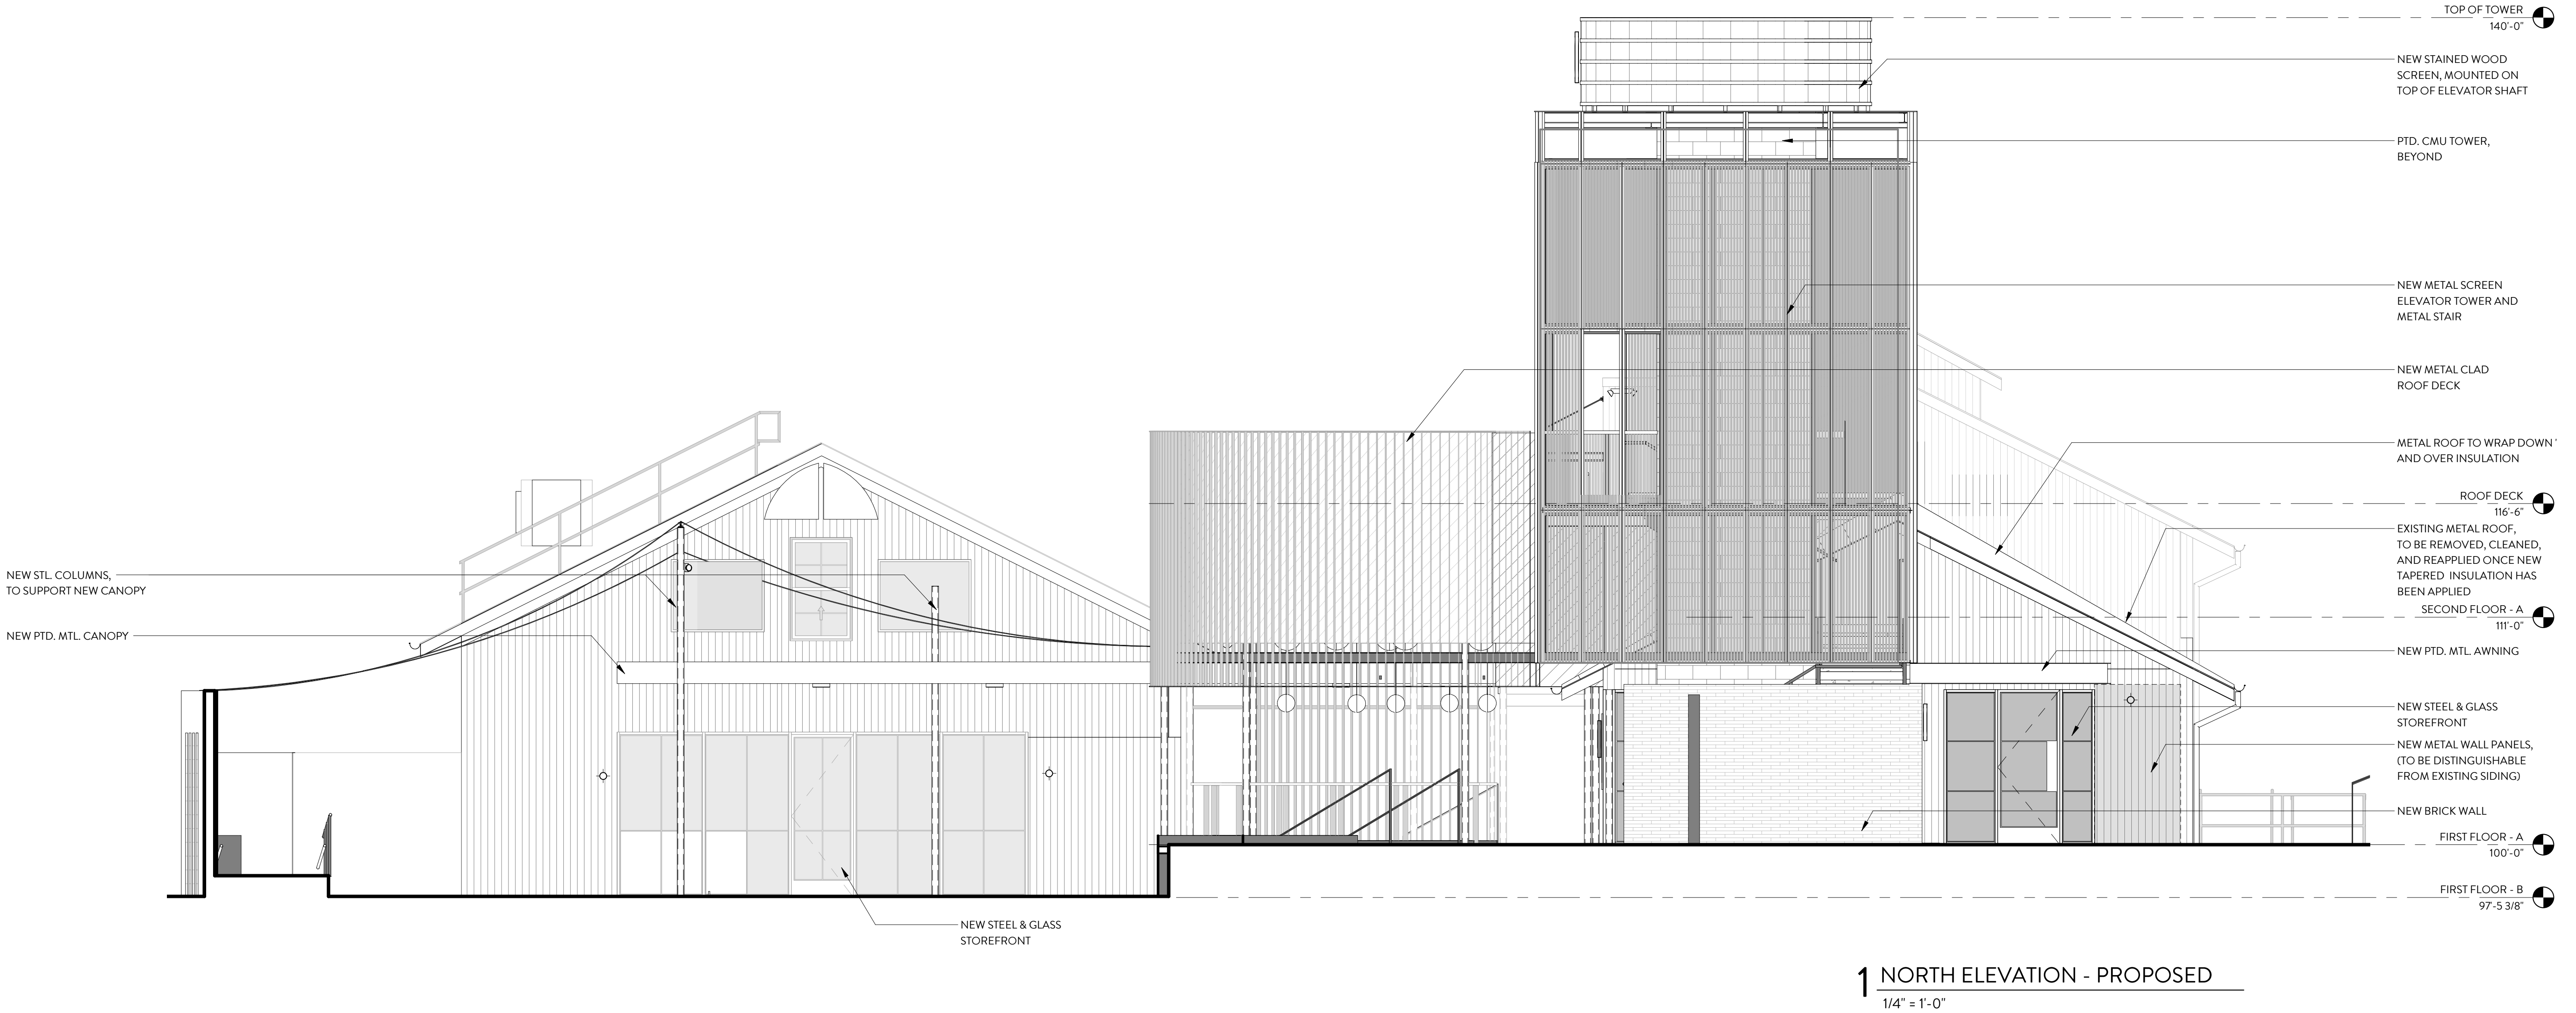 TOP OF TOWER
140'-0"
NEW STAINED WOOD
SCREEN, MOUNTED ON
TOP OF ELEVATOR SHAFT
PTD. CMU TOWER,
BEYOND
NEW METAL SCREEN
ELEVATOR TOWER AND
METAL STAIR
NEW METAL CLAD
ROOF DECK
METAL ROOF TO WRAP DOWN '
AND OVER INSULATION
ROOF DECK
116'-6"
EXISTING METAL ROOF,
TO BE REMOVED, CLEANED,
AND REAPPLIED ONCE NEW
TAPERED INSULATION HAS
BEEN APPLIED
NEW STL. COLUMNS,
TO SUPPORT NEW CANOPY
SECOND FLOOR - A
111'-0"
NEW PTD. MTL. CANOPY
NEW PTD. MTL. AWNING
NEW STEEL & GLASS
STOREFRONT
NEW METAL WALL PANELS,
(TO BE DISTINGUISHABLE
FROM EXISTING SIDING)
NEW BRICK WALL
FIRST FLOOR - A
100'-0"
FIRST FLOOR - B
97'-5 3/8"
NEW STEEL & GLASS
STOREFRONT
1 NORTH ELEVATION - PROPOSED
1/4" = 1'-0"